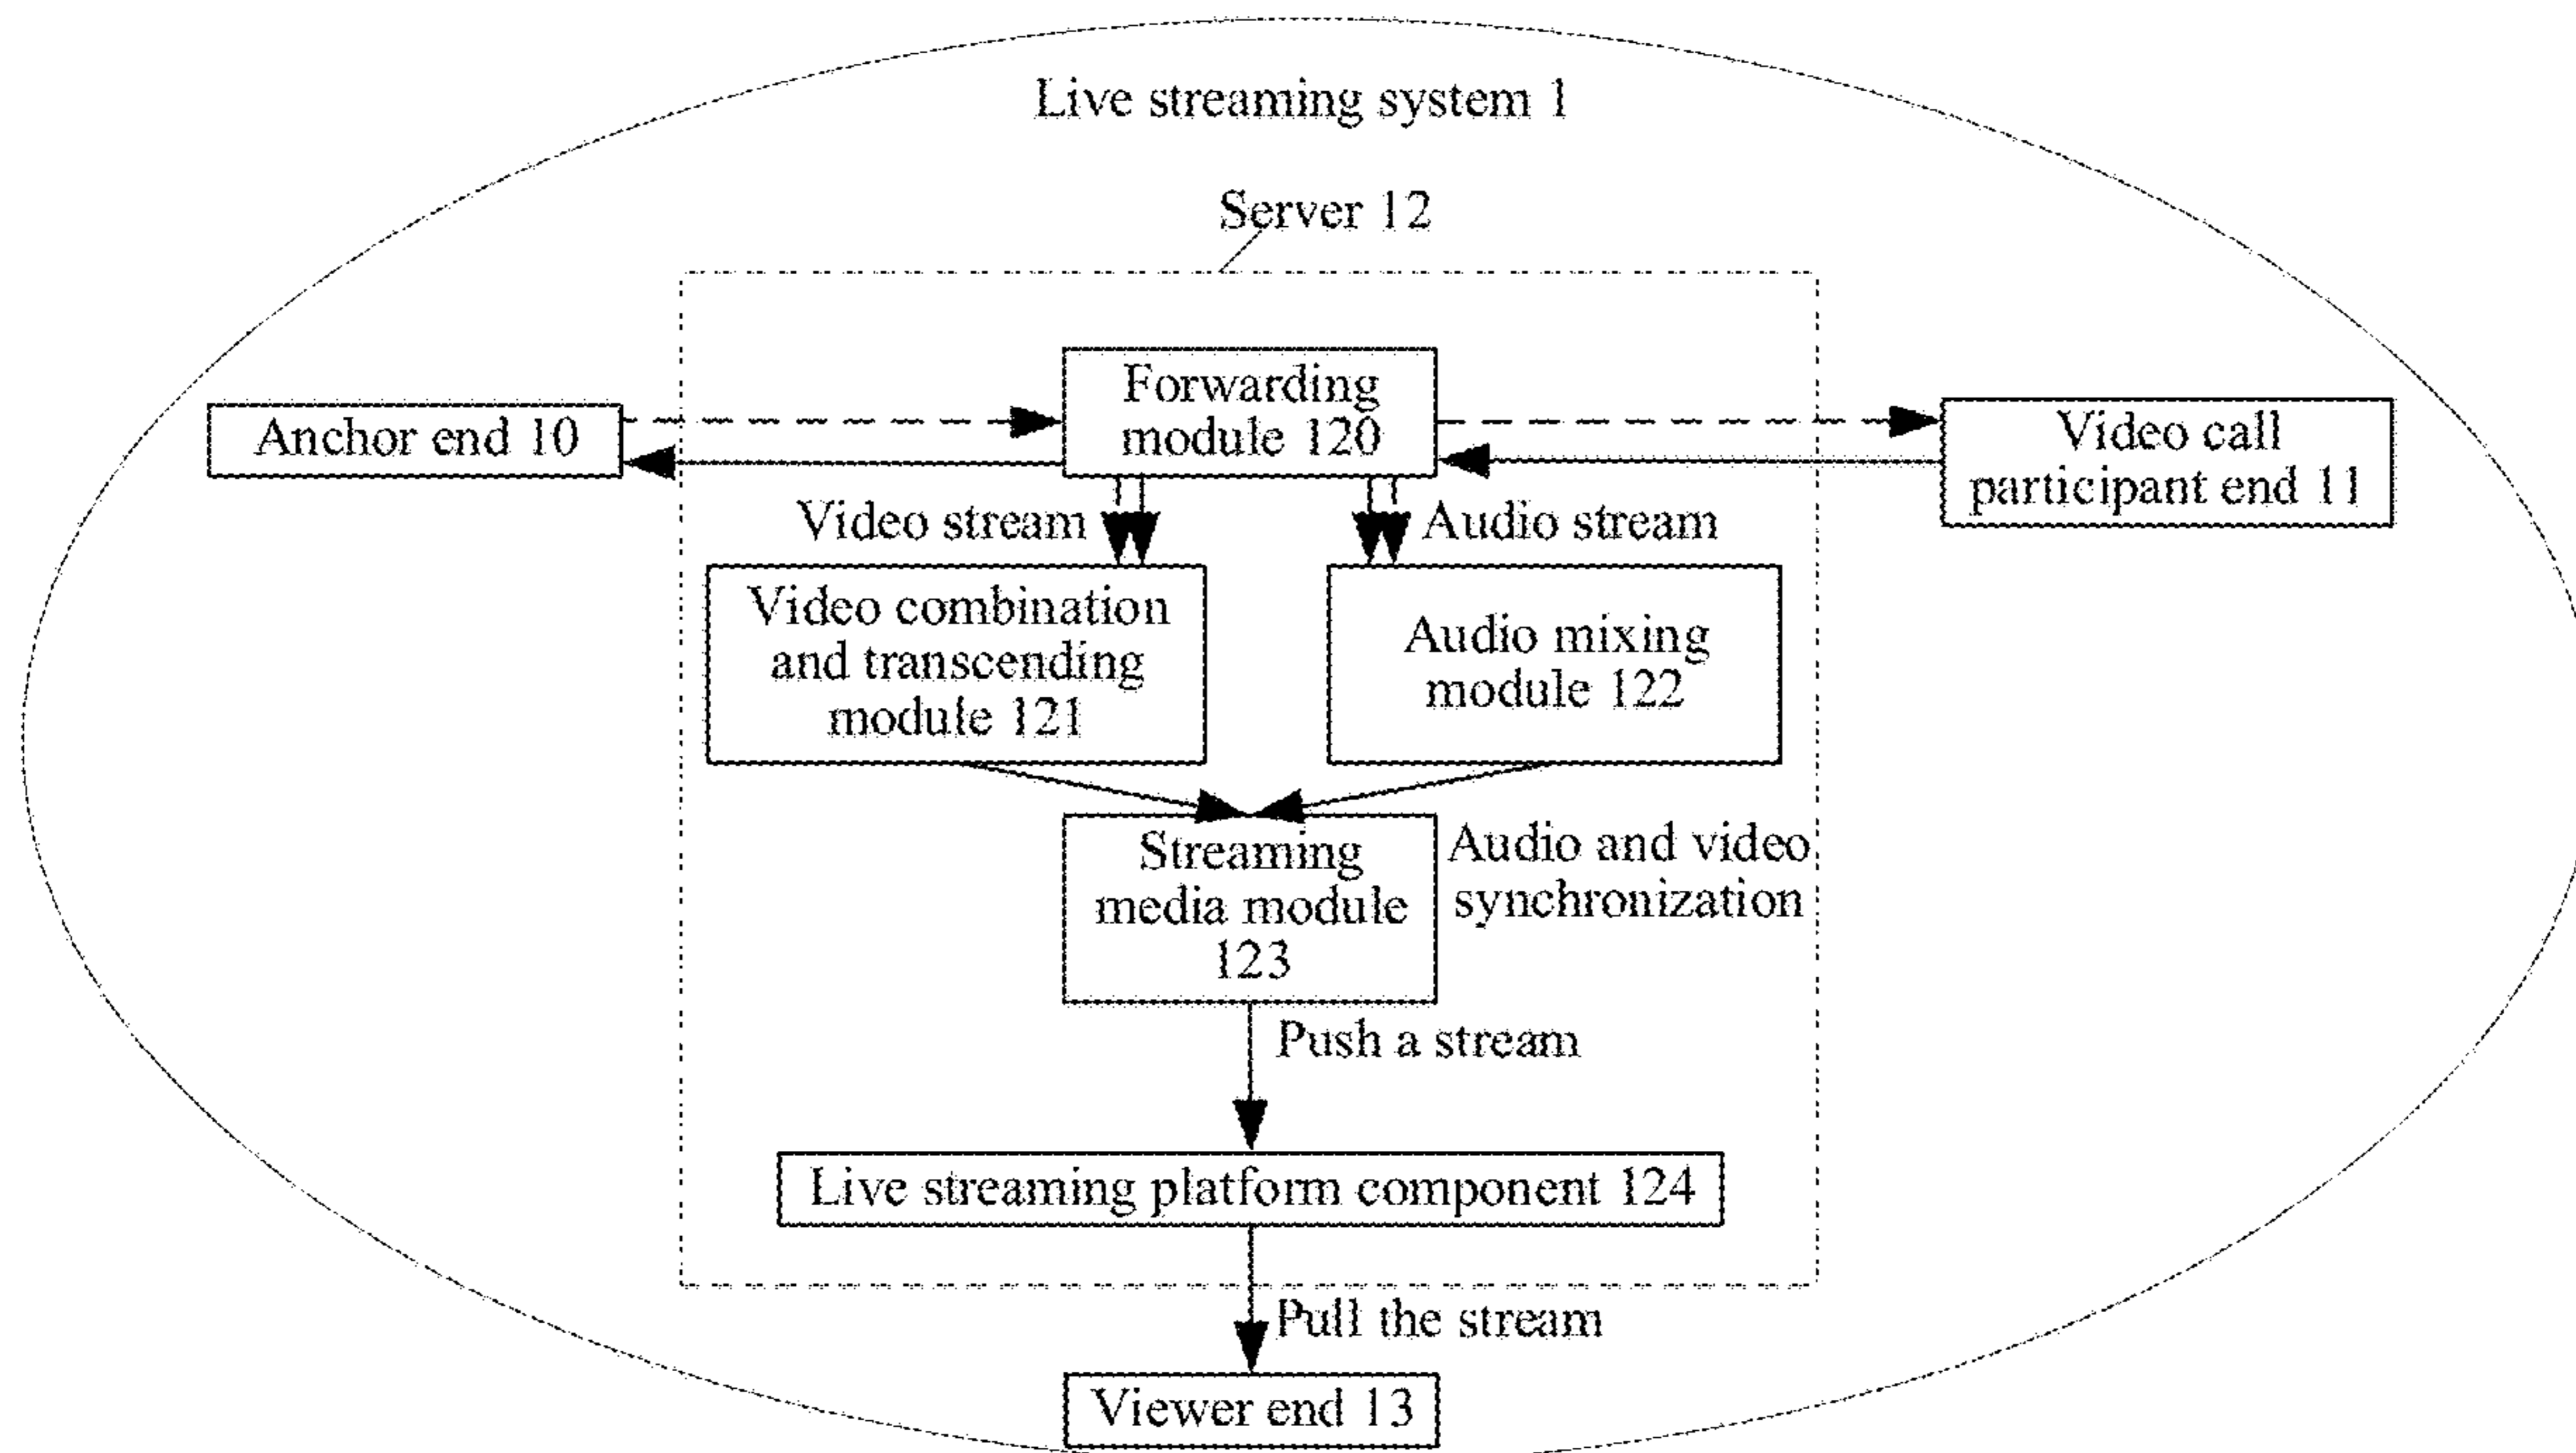 Live streaming system 1
Server 12
Forwarding
module 120
Anchor end 10
Video call
participant end 11
Video stream
Audio stream
Video combination
and transcending
module 121
Audio mixing
module 122
Streaming
media module
123
Audio and video
synchronization
Push a stream
Live streaming platform component 124
Pull the stream
Viewer end 13